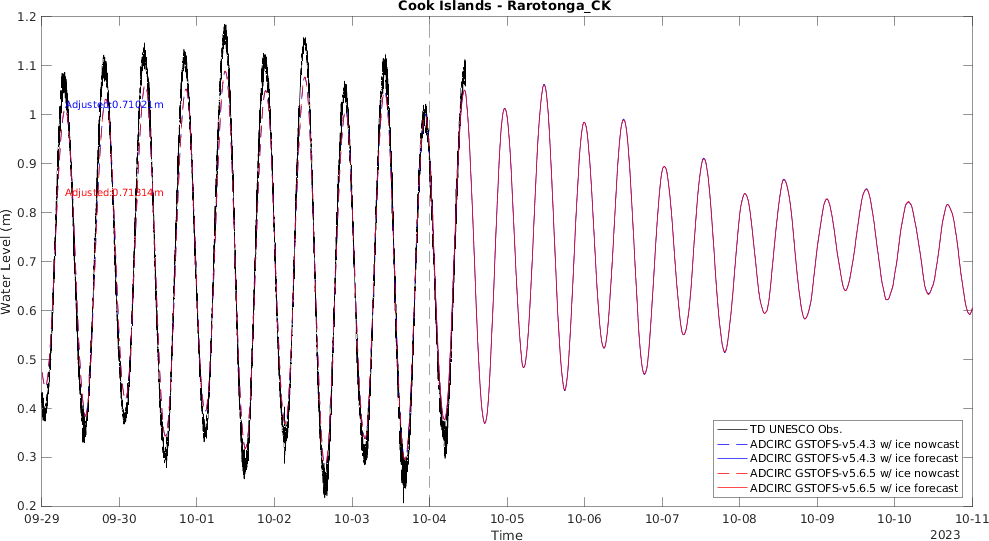 Cook Islands - Rarotonga_CK
1.2
1.1
1
0.9
0.8
0.7
0.6
0.5
0.4
0.3
0.2
Water Level (m)
Adjusted:0.71021m
Adjusted:0.71814m
TD UNESCO Obs.
ADCIRC GSTOFS-v5.4.3 w/ ice nowcast
ADCIRC GSTOFS-v5.4.3 w/ ice forecast
ADCIRC GSTOFS-v5.6.5 w/ ice nowcast
ADCIRC GSTOFS-v5.6.5 w/ ice forecast
09-29 09-30 10-01 10-02 10-03 10-04 10-05 10-06 10-07 10-08 10-09 10-10 10-11
Time
2023